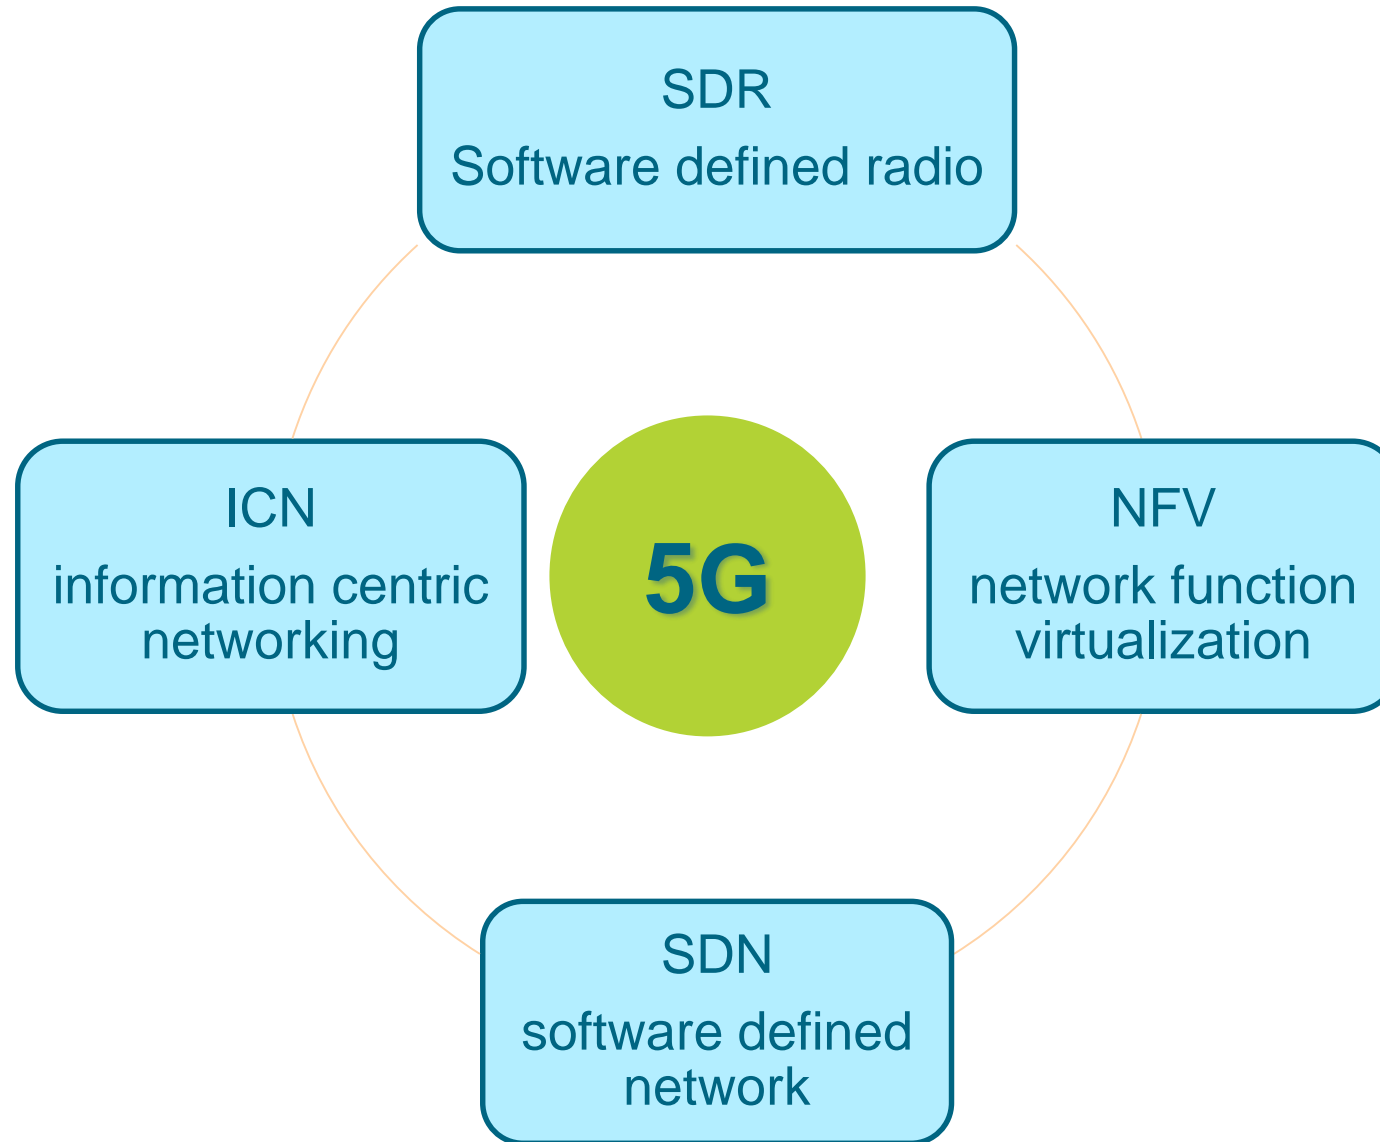 SDR
Software defined radio
ICN
information centric
networking
5G
NFV
network function
virtualization
SDN
software defined
network